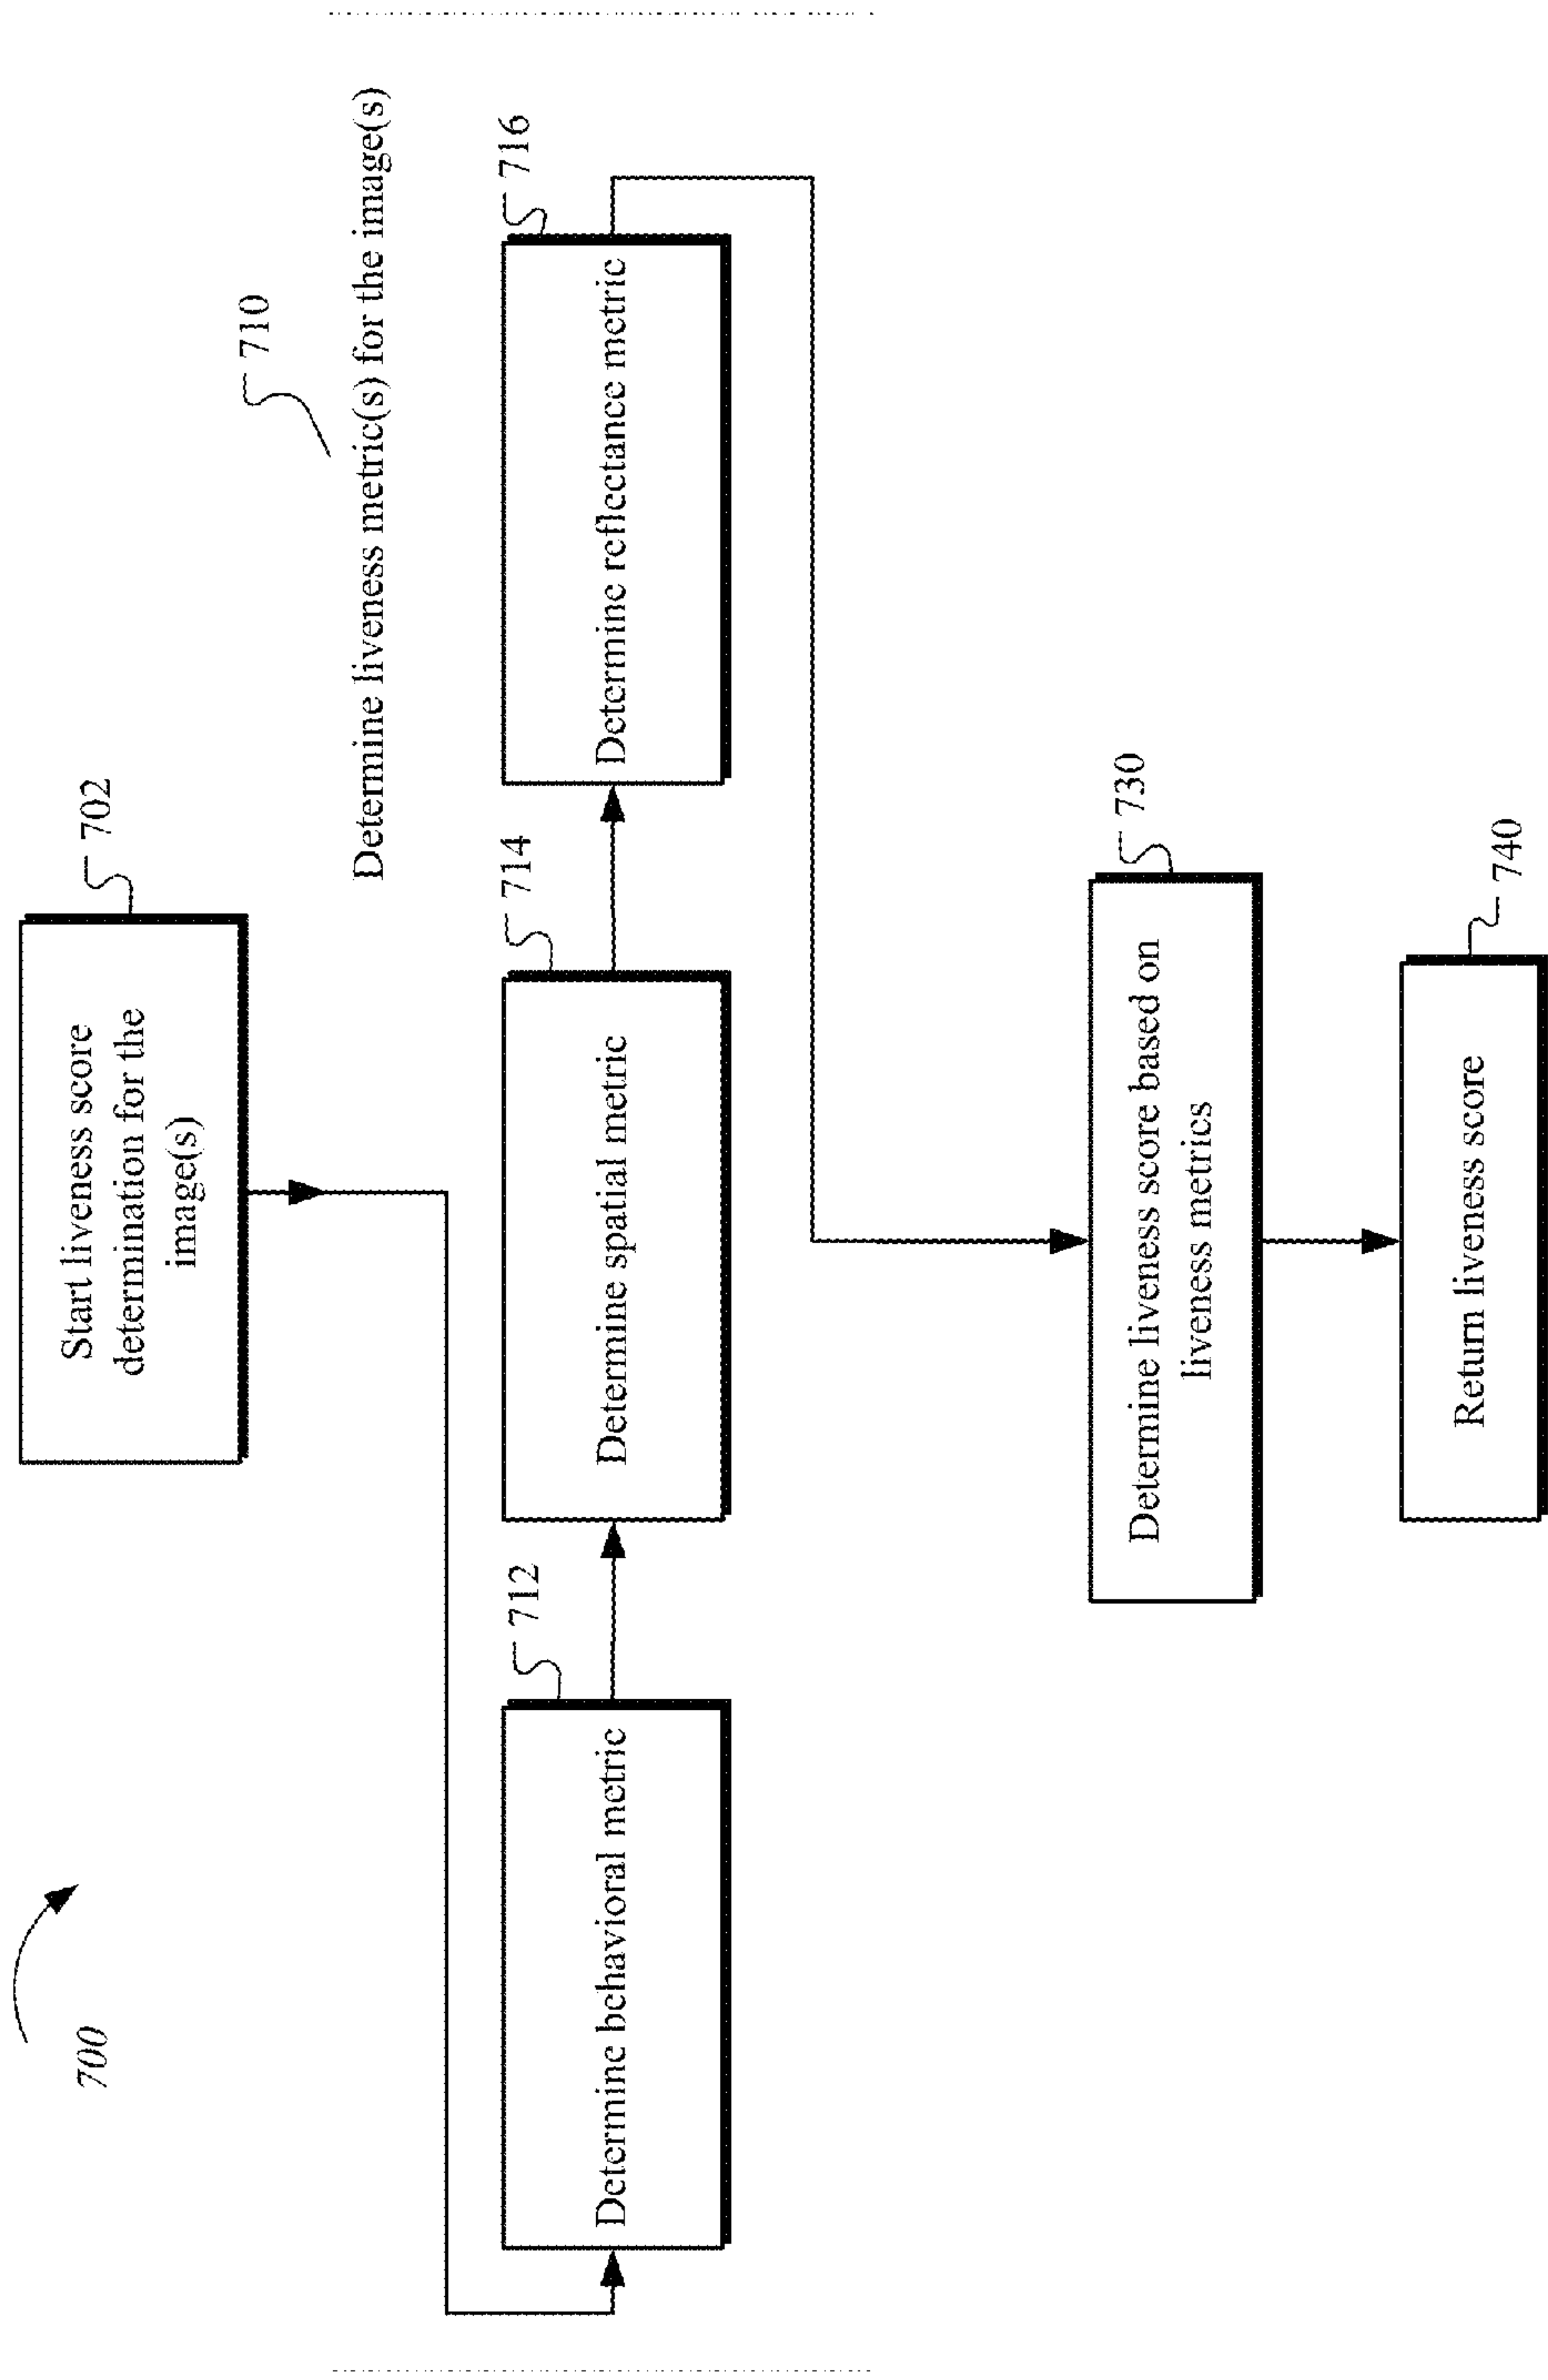 700
Start liveness score
determination for the
image(s)
702
710
Determine liveness metric(s) for the image(s)
712
Determine behavioral metric
714
Determine spatial metric
716
Determine reflectance metric
730
Determine liveness score based on
liveness metrics
740
Return liveness score